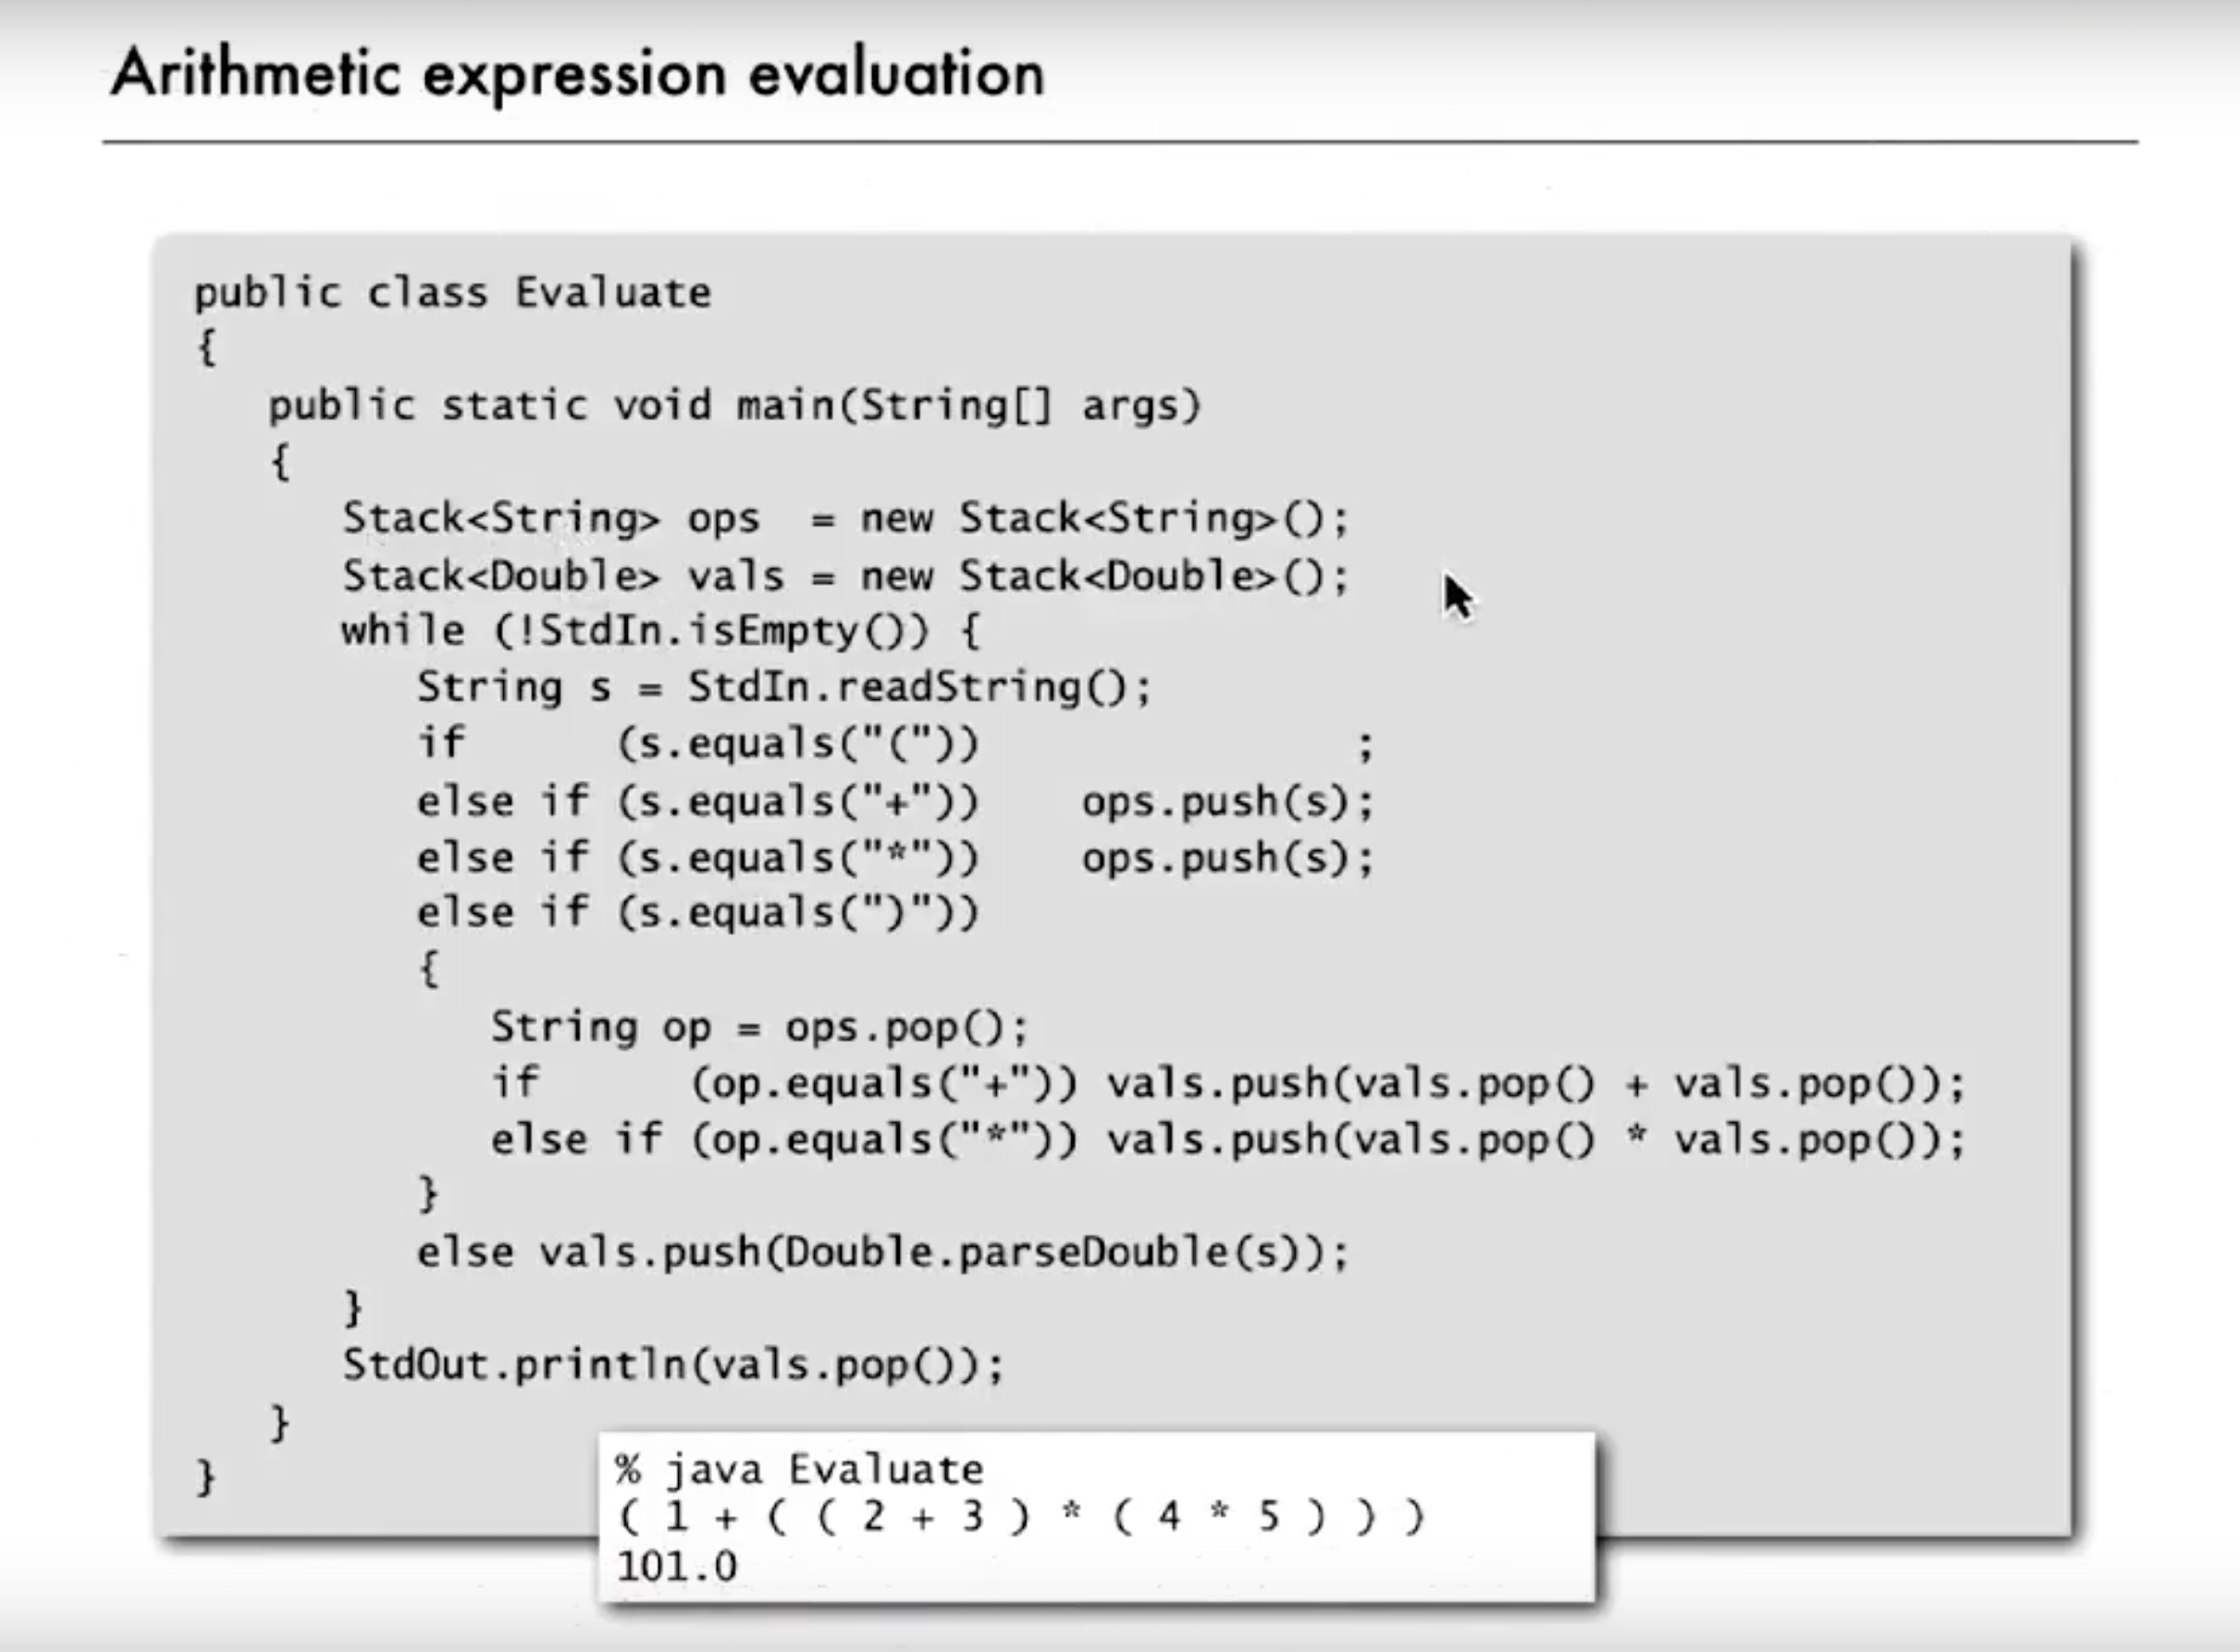 Arithmetic expression evaluation
public class Evaluate
{
   public static void main(String[] args)
   {
      Stack<String> ops  = new Stack<String>();
      Stack<Double> vals = new Stack<Double>();
      while (!StdIn.isEmpty()) {
         String s = StdIn.readString();
         if      (s.equals("("))               ;
         else if (s.equals("+"))    ops.push(s);
         else if (s.equals("*"))    ops.push(s);
         else if (s.equals(")"))
         {
            String op = ops.pop();
            if      (op.equals("+")) vals.push(vals.pop() + vals.pop());
            else if (op.equals("*")) vals.push(vals.pop() * vals.pop());
         }
         else vals.push(Double.parseDouble(s));
      }
      StdOut.println(vals.pop());
   }
}
% java Evaluate
( 1 + ( ( 2 + 3 ) * ( 4 * 5 ) ) )
101.0